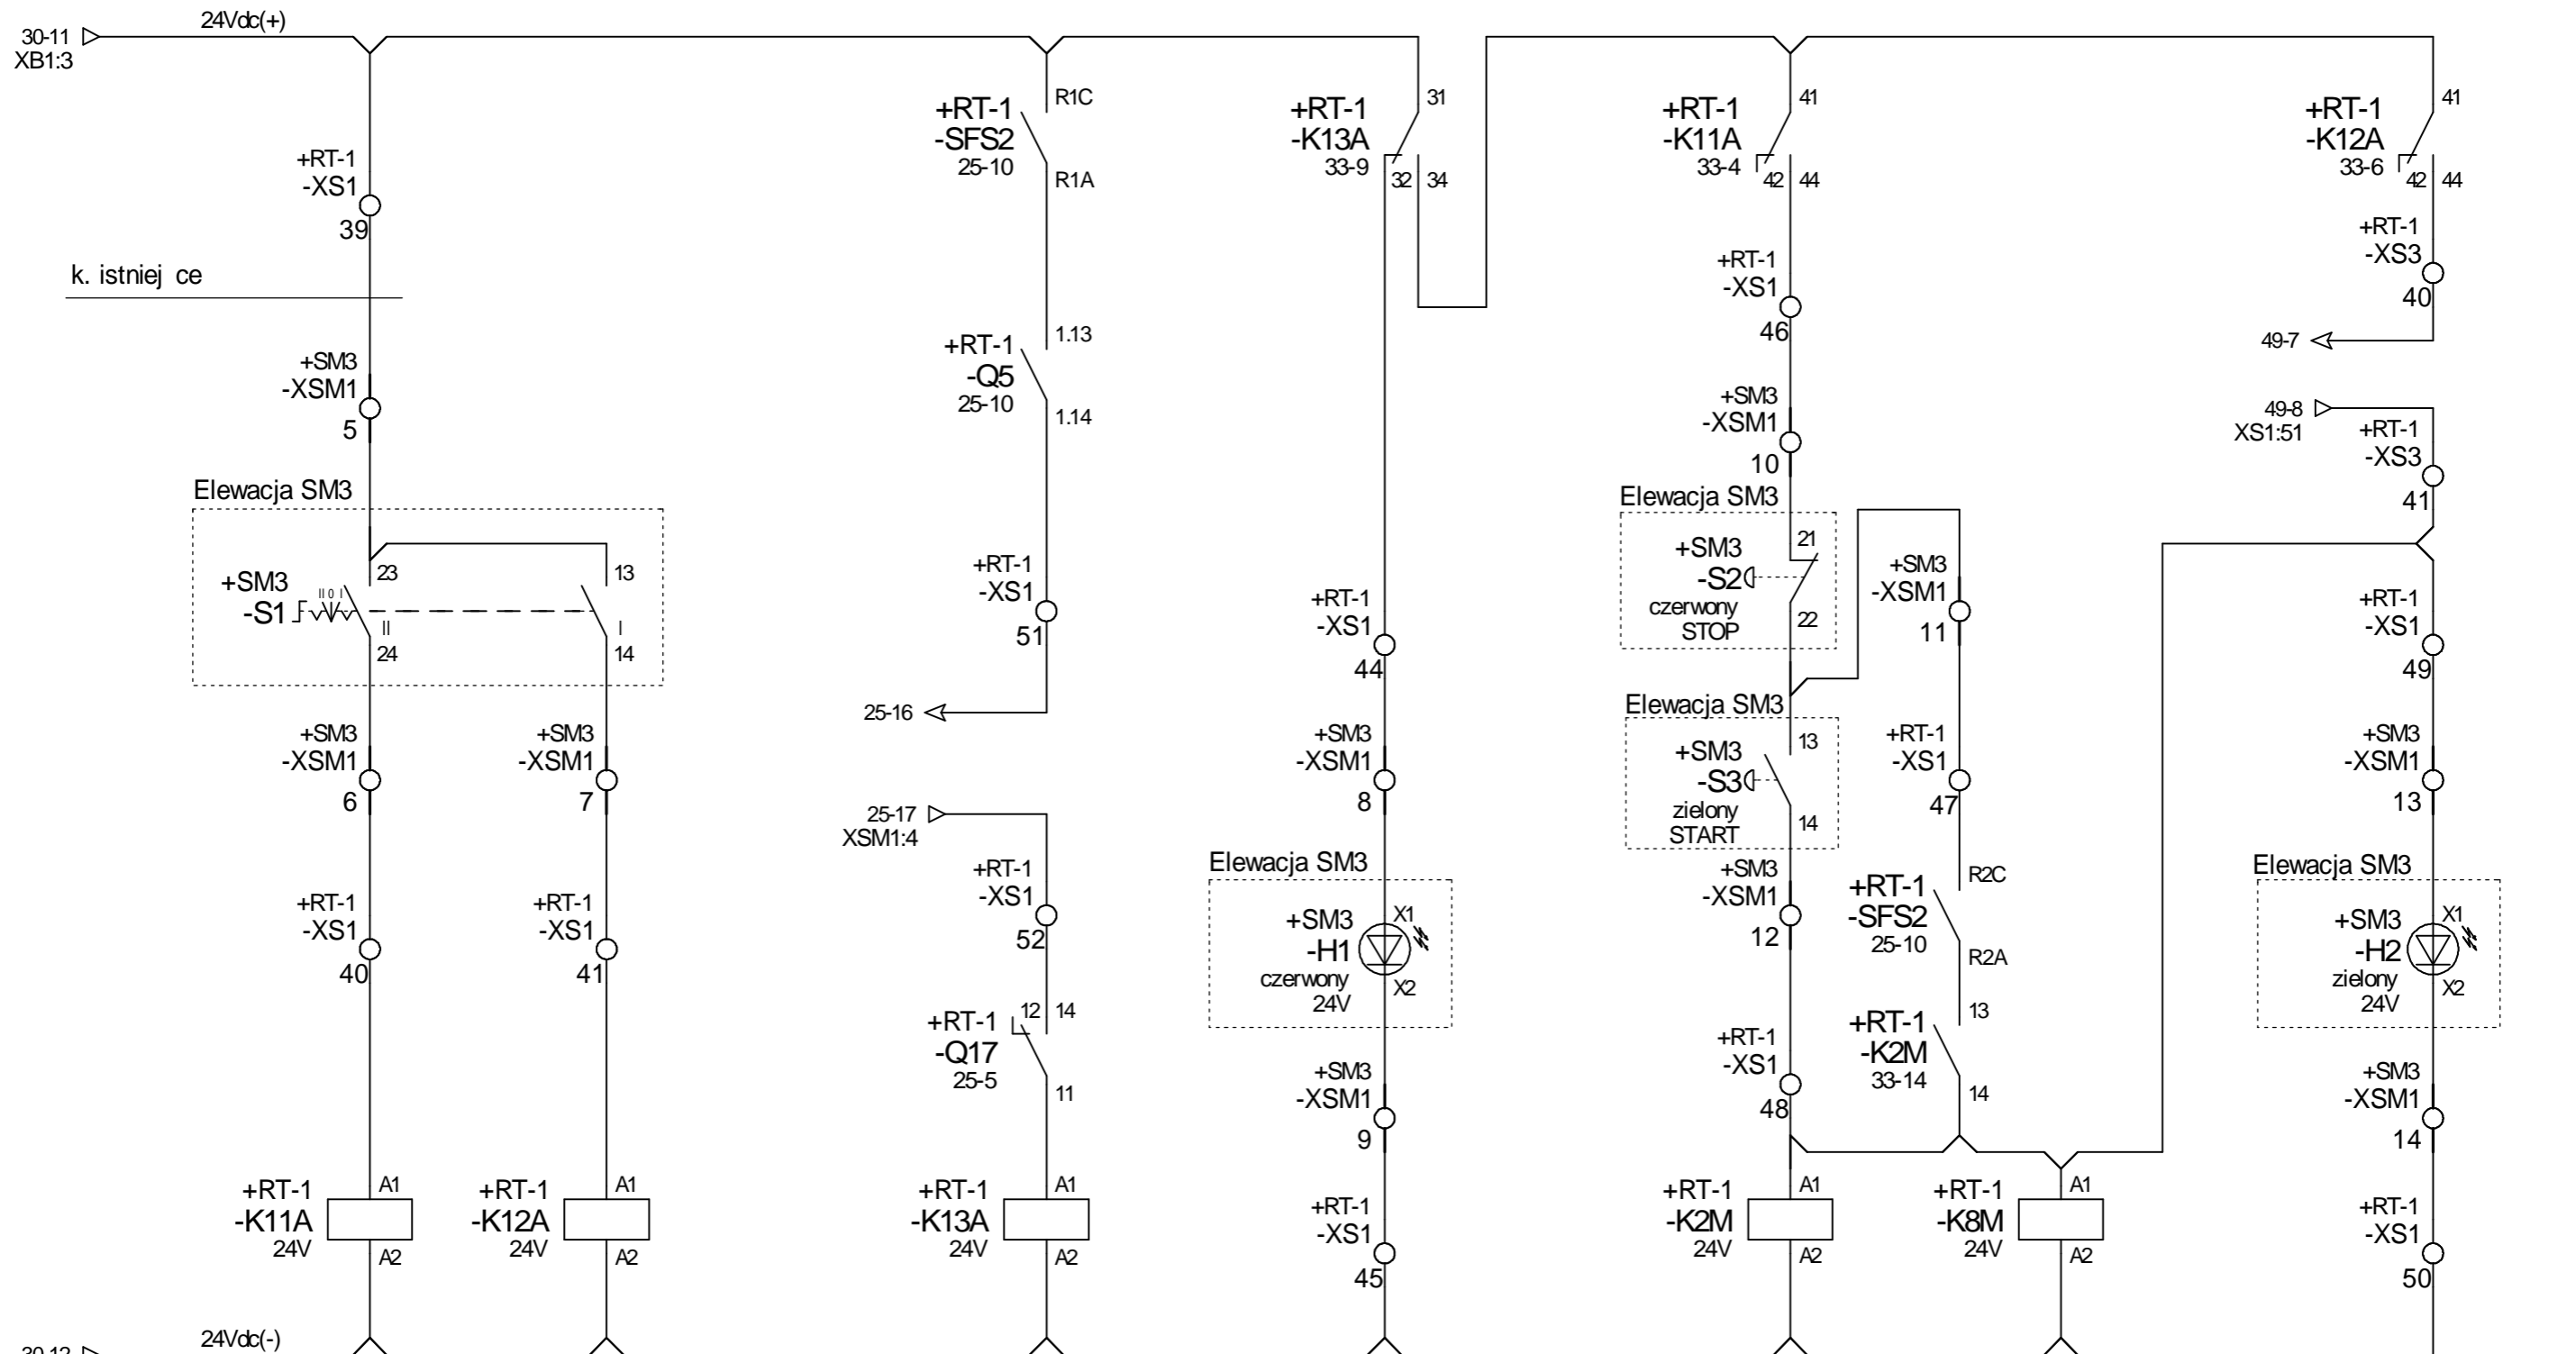 24Vdc(+)
30-11
XB1:3
+RT-1
-XS1
39
k. istniej ce
+SM3
-XSM1
5
Elewacja SM3
+SM3
-S1
II 0 I
23
II
24
13
I
14
+SM3
-XSM1
6
+SM3
-XSM1
7
+RT-1
-XS1
40
+RT-1
-XS1
41
+RT-1
-K11A
24V
A1
A2
+RT-1
-K12A
24V
A1
A2
24Vdc(-)
30-12
+RT-1
-SFS2
25-10
R1C
R1A
+RT-1
-Q5
25-10
1.13
1.14
+RT-1
-XS1
51
25-16
25-17
XSM1:4
+RT-1
-XS1
52
+RT-1
-Q17
25-5
12
14
11
+RT-1
-K13A
24V
A1
A2
+RT-1
-K13A
33-9
31
32
34
+RT-1
-XS1
44
+SM3
-XSM1
8
Elewacja SM3
+SM3
-H1
czerwony
24V
X1
X2
+SM3
-XSM1
9
+RT-1
-XS1
45
+RT-1
-K11A
33-4
41
42
44
+RT-1
-XS1
46
+SM3
-XSM1
10
Elewacja SM3
+SM3
-S2
czerwony
STOP
21
22
Elewacja SM3
+SM3
-S3
zielony
START
13
14
+SM3
-XSM1
12
+RT-1
-XS1
48
+RT-1
-K2M
24V
A1
A2
+SM3
-XSM1
11
+RT-1
-XS1
47
+RT-1
-SFS2
25-10
R2C
R2A
+RT-1
-K2M
33-14
13
14
+RT-1
-K8M
24V
A1
A2
+RT-1
-K12A
33-6
41
42
44
+RT-1
-XS3
40
49-7
49-8
XS1:51
+RT-1
-XS3
41
+RT-1
-XS1
49
+SM3
-XSM1
13
Elewacja SM3
+SM3
-H2
zielony
24V
X1
X2
+SM3
-XSM1
14
+RT-1
-XS1
50